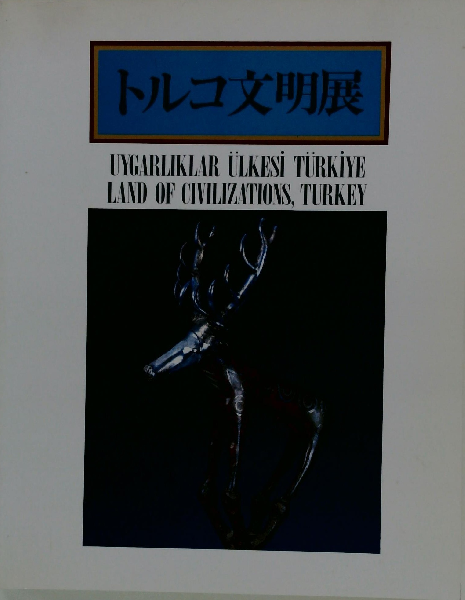 トルコ文明展
UYGARLIKLAR ÜLKESİ TÜRKİYE
LAND OF CIVILIZATIONS, TURKEY